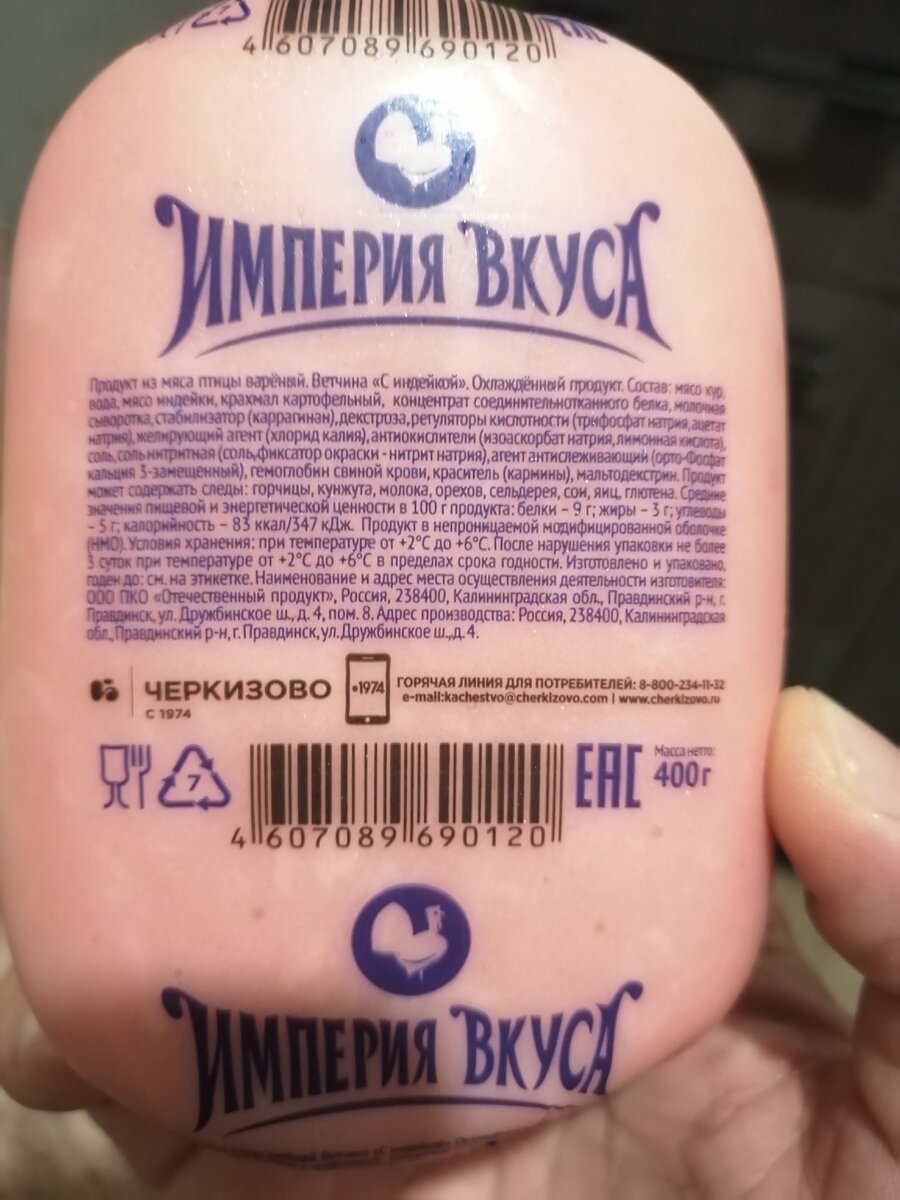 7
4 607089 690120
ЕАС
ИМПЕРИЯ ВКУСА
Продукт из мяса птицы варёный. Ветчина «С индейкой». Охлаждённый продукт. Состав: мясо кур,
вода, мясо индейки, крахмал картофельный, концентрат соединительнотканного белка, молочная
сыворотка, стабилизатор (каррагинан), декстроза, регуляторы кислотности (трифосфат натрия, ацетат
натрия), желирующий агент (хлорид калия), антиокислители (изоаскорбат натрия, лимонная кислота),
соль, соль нитритная (соль, фиксатор окраски - нитрит натрия), агент антислеживающий (орто-Фосфат
кальция 3-замещенный), гемоглобин свиной крови, краситель (кармины), мальтодекстрин. Продукт
может содержать следы: горчицы, кунжута, молока, орехов, сельдерея, сои, яиц, глютена. Средние
значения пищевой и энергетической ценности в 100 г продукта: белки – 9 г; жиры – 3 г; углеводы
– 5 г; калорийность – 83 ккал/347 кДж. Продукт в непроницаемой модифицированной оболочке
(НМО). Условия хранения: при температуре от +2°С до +6°С. После нарушения упаковки не более
3 суток при температуре от +2°С до +6°С в пределах срока годности. Изготовлено и упаковано,
годен до: см. на этикетке. Наименование и адрес места осуществления деятельности изготовителя:
ООО ПКО «Отечественный продукт», Россия, 238400, Калининградская обл., Правдинский р-н, г.
Правдинск, ул. Дружбинское ш., д. 4, пом. 8. Адрес производства: Россия, 238400, Калининградская
обл., Правдинский р-н, г. Правдинск, ул. Дружбинское ш., д. 4.
ЧЕРКИЗОВО
С 1974
•1974
ГОРЯЧАЯ ЛИНИЯ ДЛЯ ПОТРЕБИТЕЛЕЙ: 8-800-234-11-32
e-mail:kachestvo@cherkizovo.com | www.cherkizovo.ru
7
4 607089 690120
ЕАС
Масса нетто:
400 г
ИМПЕРИЯ ВКУСА
Ветчина «С индейкой».